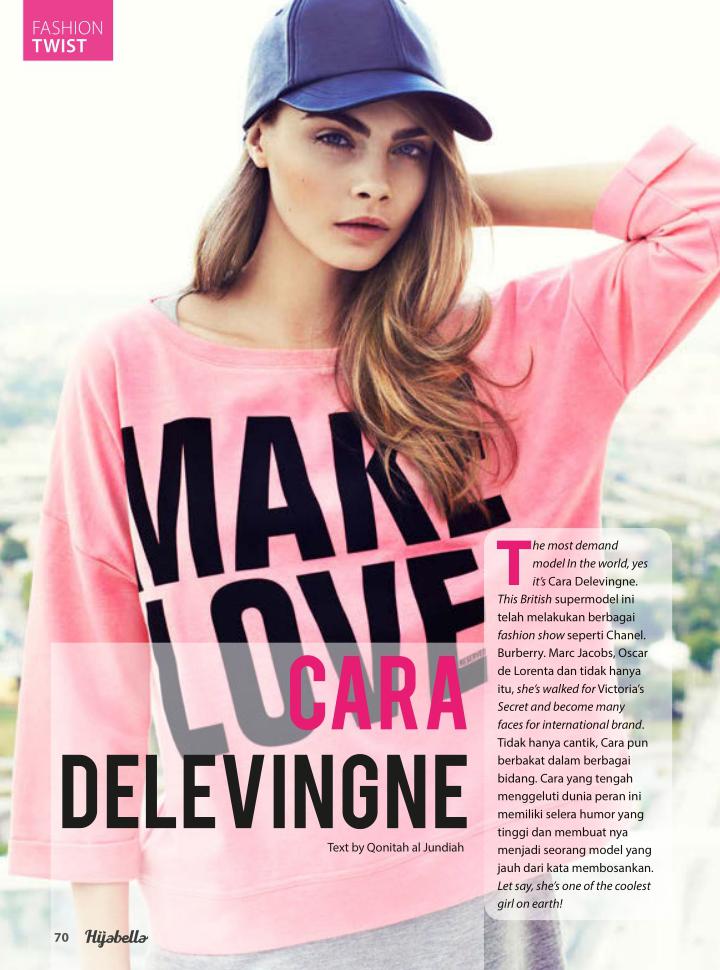 FASHION
TWIST
MAKE
LOVE
RESERVED
CARA
DELEVINGNE
Text by Qonitah al Jundiah
The most demand
model In the world, yes
it's Cara Delevingne.
This British supermodel ini
telah melakukan berbagai
fashion show seperti Chanel.
Burberry. Marc Jacobs, Oscar
de Lorenta dan tidak hanya
itu, she's walked for Victoria's
Secret and become many
faces for international brand.
Tidak hanya cantik, Cara pun
berbakat dalam berbagai
bidang. Cara yang tengah
menggeluti dunia peran ini
memiliki selera humor yang
tinggi dan membuat nya
menjadi seorang model yang
jauh dari kata membosankan.
Let say, she's one of the coolest
girl on earth!
70 Hijabella